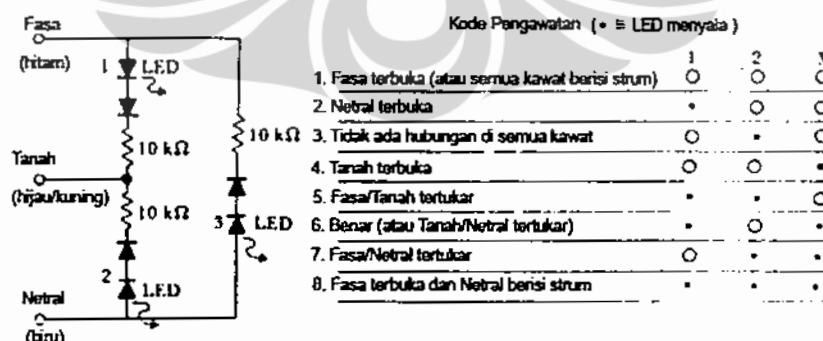 Fasa
(hitam)
1 LED
10 kΩ
Tanah
(hijau/kuning)
10 kΩ
2 LED
Netral
(biru)
10 kΩ
3 LED
Kode Pengawatan ( • ≡ LED menyala )
1 2 3
1. Fasa terbuka (atau semua kawat berisi strum) ○ ○ ○
2. Netral terbuka • ○ ○
3. Tidak ada hubungan di semua kawat ○ • ○
4. Tanah terbuka ○ ○ •
5. Fasa/Tanah tertukar • • ○
6. Benar (atau Tanah/Netral tertukar) • ○ •
7. Fasa/Netral tertukar ○ • •
8. Fasa terbuka dan Netral berisi strum • • •